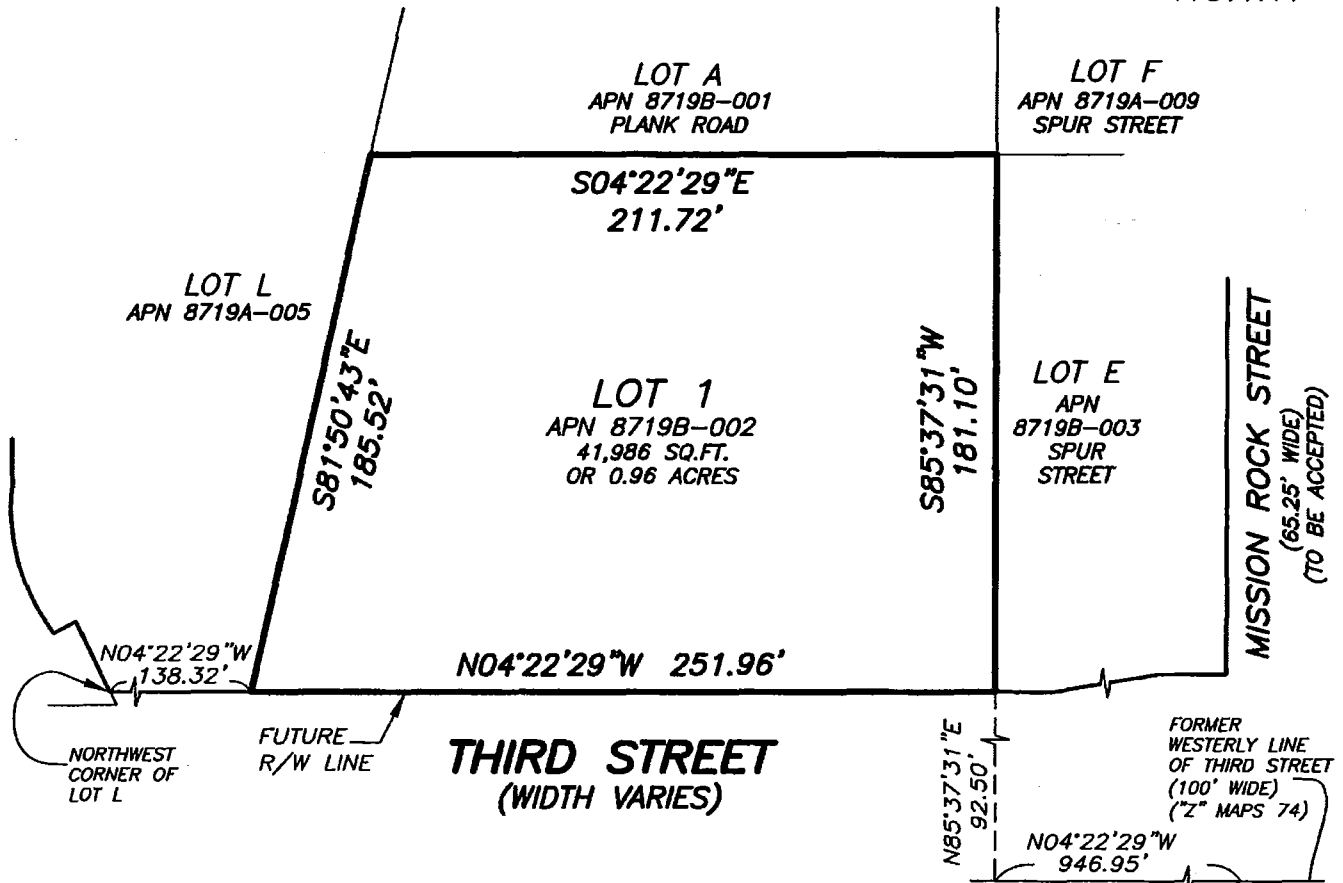 LOT A
APN 8719B-001
PLANK ROAD
LOT F
APN 8719A-009
SPUR STREET
S04°22'29"E
211.72'
LOT L
APN 8719A-005
S81°50'43"E
185.52'
LOT 1
APN 8719B-002
41,986 SQ.FT.
OR 0.96 ACRES
S85°37'31"W
181.10'
LOT E
APN
8719B-003
SPUR
STREET
MISSION ROCK STREET
(65.25' WIDE)
(TO BE ACCEPTED)
N04°22'29"W
138.32'
N04°22'29"W 251.96'
NORTHWEST
CORNER OF
LOT L
FUTURE
R/W LINE
THIRD STREET
(WIDTH VARIES)
N85°37'31"E
92.50'
FORMER
WESTERLY LINE
OF THIRD STREET
(100' WIDE)
("Z" MAPS 74)
N04°22'29"W
946.95'